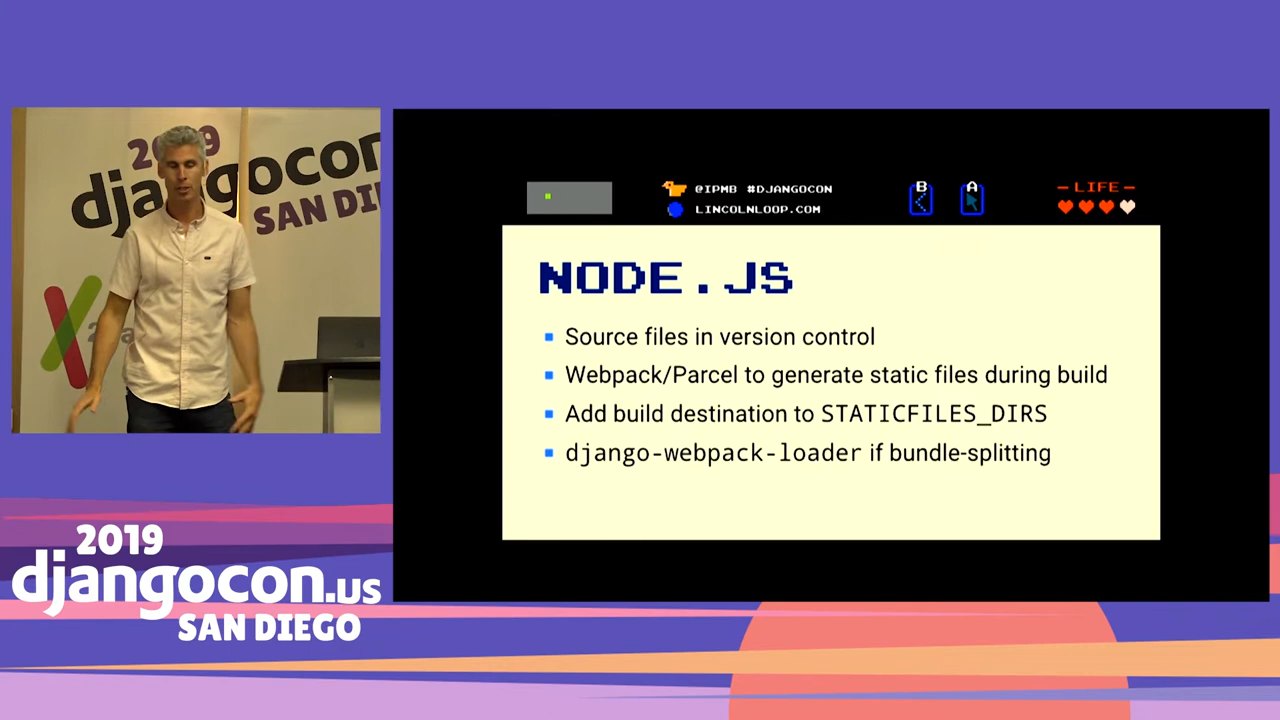 2019
djangocon
SAN DI
@IPMB #DJANGOCON
LINCOLNLOOP.COM
B
A
– LIFE –
NODE.JS
Source files in version control
Webpack/Parcel to generate static files during build
Add build destination to STATICFILES_DIRS
django-webpack-loader if bundle-splitting
2019
djangocon.us
SAN DIEGO